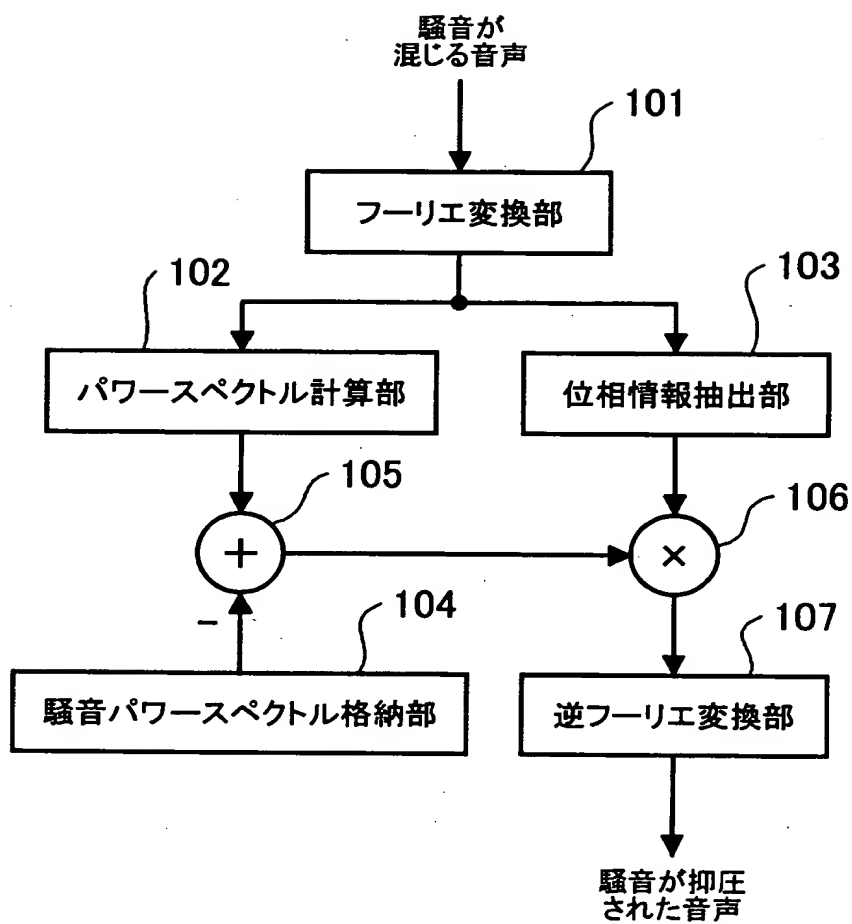 騒音が
混じる音声
101
フーリエ変換部
102
103
パワースペクトル計算部
位相情報抽出部
105
106
+
×
-
104
107
騒音パワースペクトル格納部
逆フーリエ変換部
騒音が抑圧
された音声